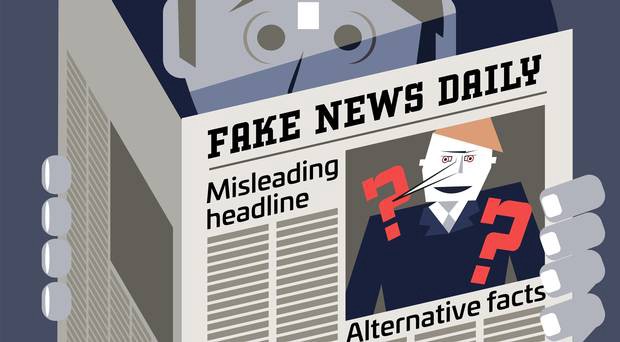 FAKE NEWS DAILY
Misleading
headline
? ?
Alternative facts